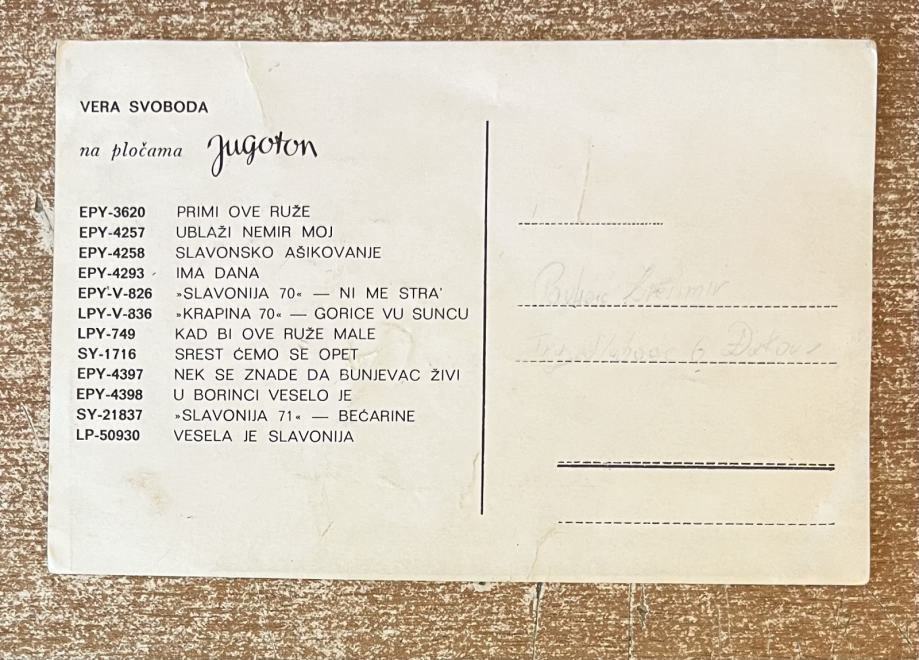 VERA SVOBODA
na pločama Jugoton
EPY-3620 PRIMI OVE RUŽE
EPY-4257 UBLAŽI NEMIR MOJ
EPY-4258 SLAVONSKO AŠIKOVANJE
EPY-4293 IMA DANA
EPY-V-826 »SLAVONIJA 70« — NI ME STRA'
LPY-V-836 »KRAPINA 70« — GORICE VU SUNCU
LPY-749 KAD BI OVE RUŽE MALE
SY-1716 SREST ĆEMO SE OPET
EPY-4397 NEK SE ZNADE DA BUNJEVAC ŽIVI
EPY-4398 U BORINCI VESELO JE
SY-21837 »SLAVONIJA 71« — BEĆARINE
LP-50930 VESELA JE SLAVONIJA